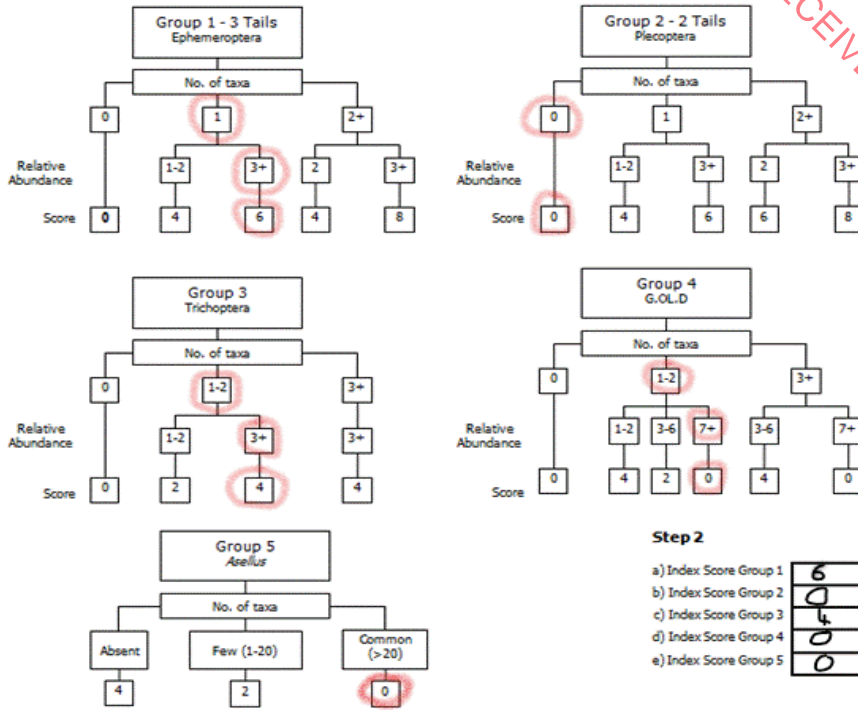 RECEIVE
Group 1 - 3 Tails
Ephemeroptera
No. of taxa
0 1 2+
Relative
Abundance
1-2 3+ 2 3+
Score
0 4 6 4 8
Group 2 - 2 Tails
Plecoptera
No. of taxa
0 1 2+
Relative
Abundance
1-2 3+ 2 3+
Score
0 4 6 6 8
Group 3
Trichoptera
No. of taxa
0 1-2 3+
Relative
Abundance
1-2 3+ 3+
Score
0 2 4 4
Group 4
G.OL.D
No. of taxa
0 1-2 3+
Relative
Abundance
1-2 3-6 7+ 3-6 7+
Score
0 4 2 0 4 0
Group 5
Asellus
No. of taxa
Absent Few (1-20) Common
(>20)
4 2 0
Step 2
a) Index Score Group 1 6
b) Index Score Group 2 0
c) Index Score Group 3 4
d) Index Score Group 4 0
e) Index Score Group 5 0